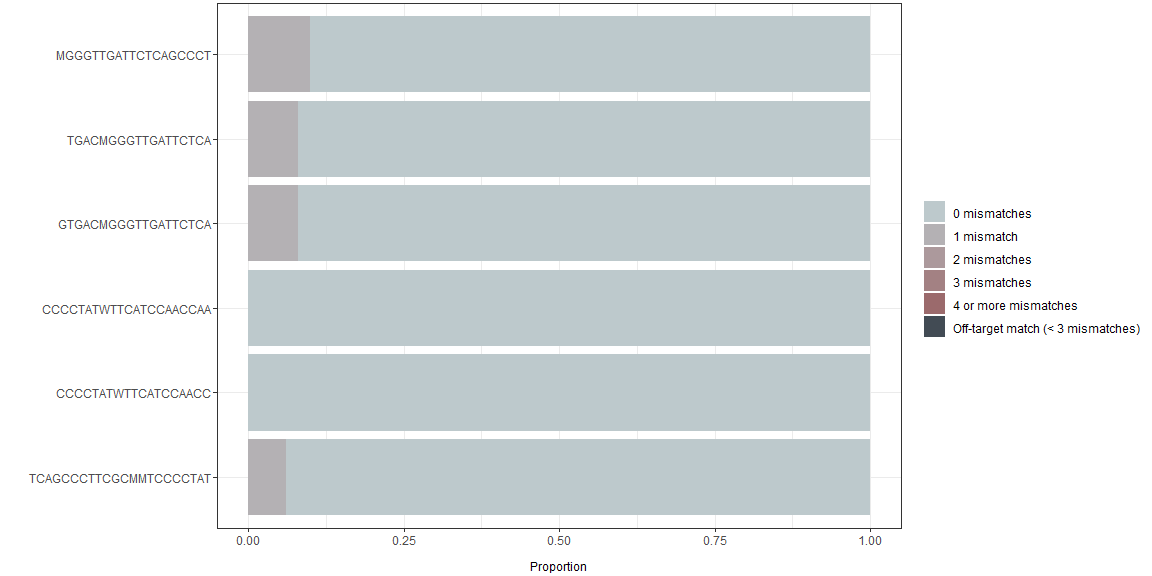 MGGGTTGATTCTCAGCCCT
TGACMGGGTTGATTCTCA
GTGACMGGGTTGATTCTCA
CCCCTATWTTCATCCAACCAA
CCCCTATWTTCATCCAACC
TCAGCCCTTCGCMMTCCCCTAT
0.00 0.25 0.50 0.75 1.00
Proportion
0 mismatches
1 mismatch
2 mismatches
3 mismatches
4 or more mismatches
Off-target match (< 3 mismatches)